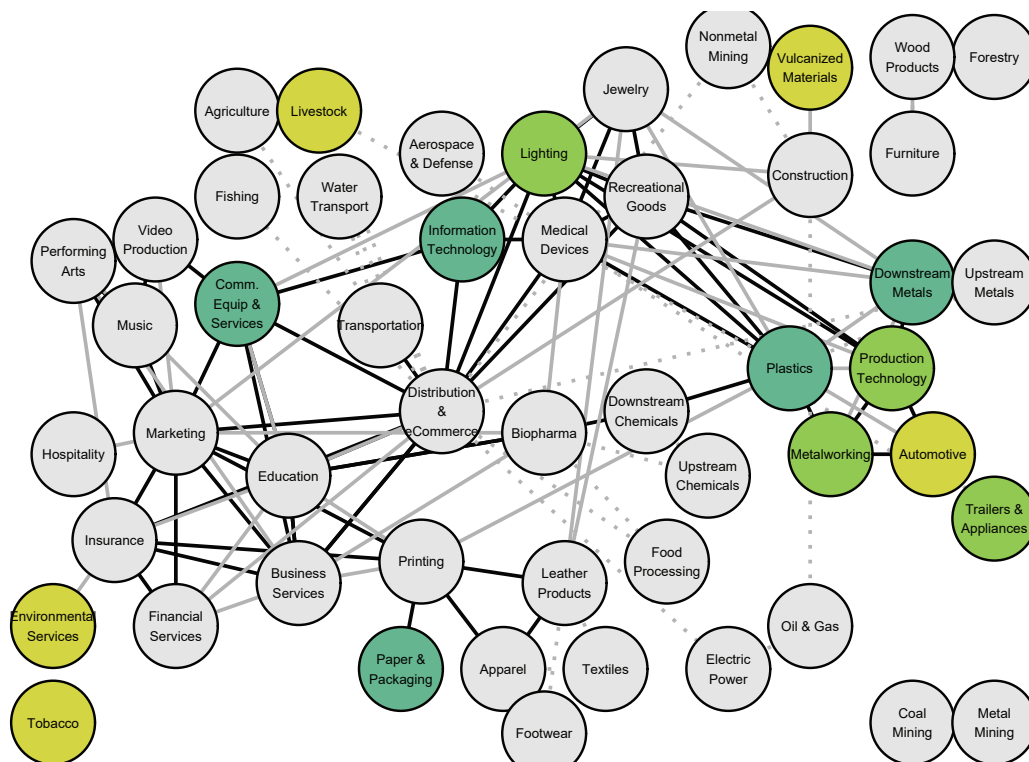 Nonmetal
Mining
Vulcanized
Materials
Wood
Products
Forestry
Jewelry
Agriculture
Livestock
Aerospace
& Defense
Lighting
Furniture
Fishing
Water
Transport
Recreational
Goods
Construction
Video
Production
Performing
Arts
Information
Technology
Medical
Devices
Downstream
Metals
Upstream
Metals
Comm.
Equip &
Services
Music
Transportation
Plastics
Production
Technology
Distribution
&
eCommerce
Downstream
Chemicals
Marketing
Biopharma
Hospitality
Education
Upstream
Chemicals
Metalworking
Automotive
Trailers &
Appliances
Insurance
Printing
Food
Processing
Business
Services
Leather
Products
Environmental
Services
Financial
Services
Oil & Gas
Paper &
Packaging
Apparel
Textiles
Electric
Power
Tobacco
Footwear
Coal
Mining
Metal
Mining